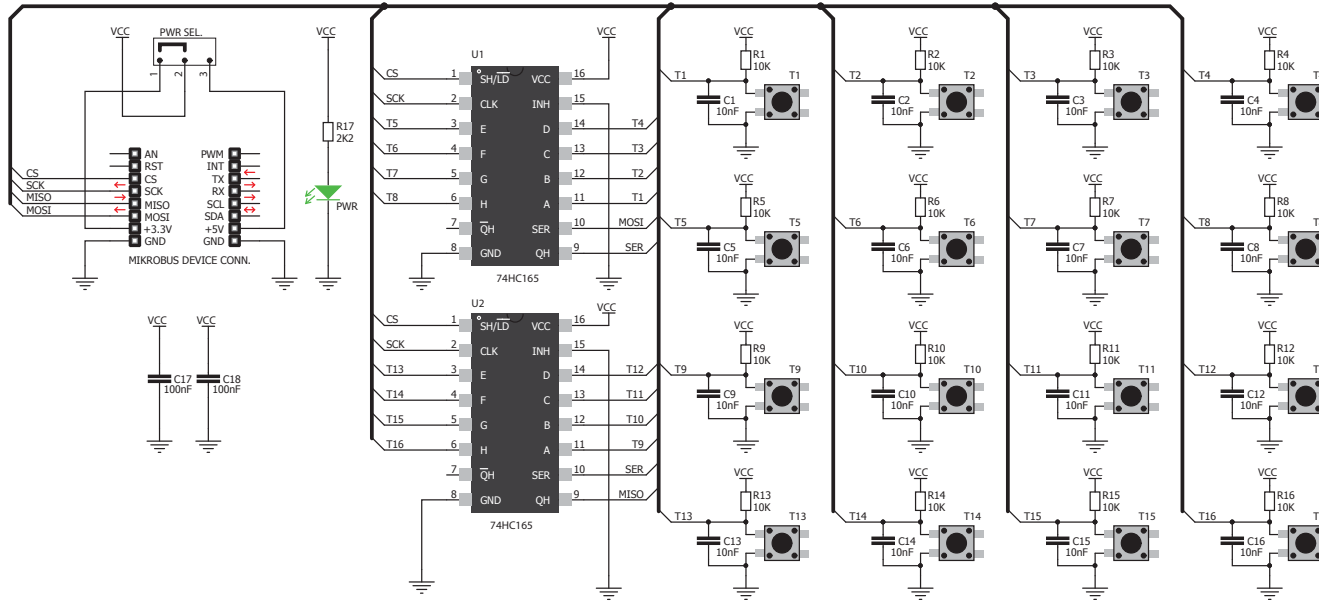 VCC PWR SEL. VCC
1 2 3
R17
2K2
PWR
AN PWM
RST INT
CS CS TX
SCK SCK RX
MISO MISO SCL
MOSI MOSI SDA
+3.3V +5V
GND GND
MIKROBUS DEVICE CONN.
VCC VCC
C17 C18
100nF 100nF
U1 VCC
CS 1 SH/LD VCC 16
SCK 2 CLK INH 15
T5 3 E D 14 T4
T6 4 F C 13 T3
T7 5 G B 12 T2
T8 6 H A 11 T1
7 QH SER 10 MOSI
8 GND QH 9 SER
74HC165
U2 VCC
CS 1 SH/LD VCC 16
SCK 2 CLK INH 15
T13 3 E D 14 T12
T14 4 F C 13 T11
T15 5 G B 12 T10
T16 6 H A 11 T9
7 QH SER 10 SER
8 GND QH 9 MISO
74HC165
VCC VCC VCC VCC
R1 R2 R3 R4
10K 10K 10K 10K
T1 T1 T2 T2 T3 T3 T4
C1 C2 C3 C4
10nF 10nF 10nF 10nF
VCC VCC VCC VCC
R5 R6 R7 R8
10K 10K 10K 10K
T5 T5 T6 T6 T7 T7 T8
C5 C6 C7 C8
10nF 10nF 10nF 10nF
VCC VCC VCC VCC
R9 R10 R11 R12
10K 10K 10K 10K
T9 T9 T10 T10 T11 T11 T12
C9 C10 C11 C12
10nF 10nF 10nF 10nF
VCC VCC VCC VCC
R13 R14 R15 R16
10K 10K 10K 10K
T13 T13 T14 T14 T15 T15 T16
C13 C14 C15 C16
10nF 10nF 10nF 10nF